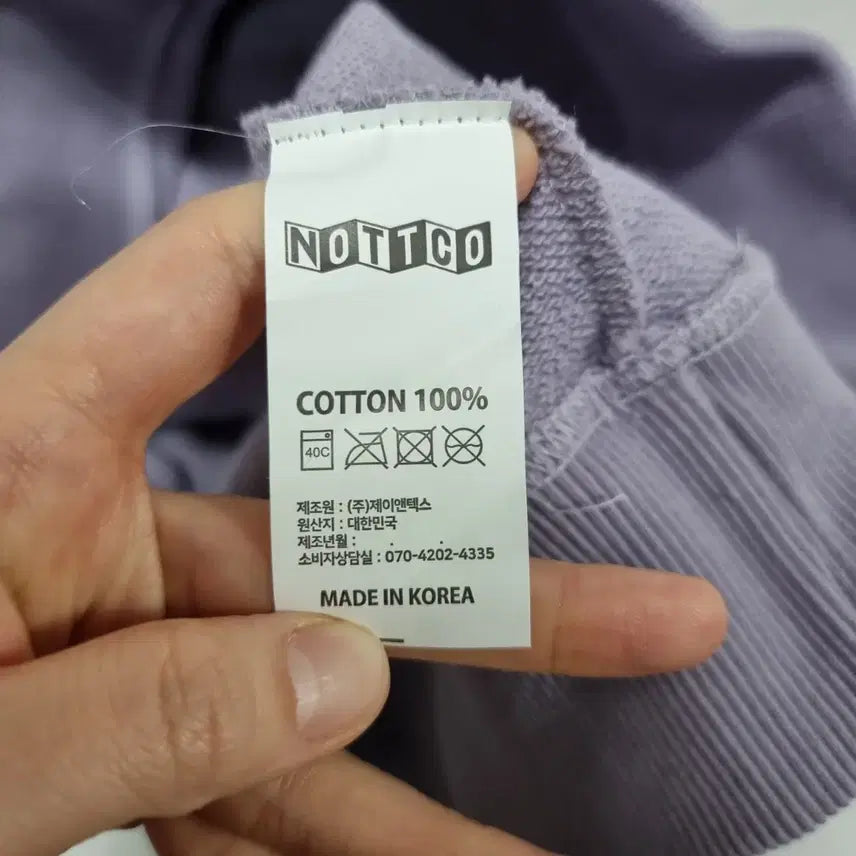 NOTTCO
COTTON 100%
40C
제조원 : (주)제이앤텍스
원산지 : 대한민국
제조년월 : . .
소비자상담실 : 070-4202-4335
MADE IN KOREA